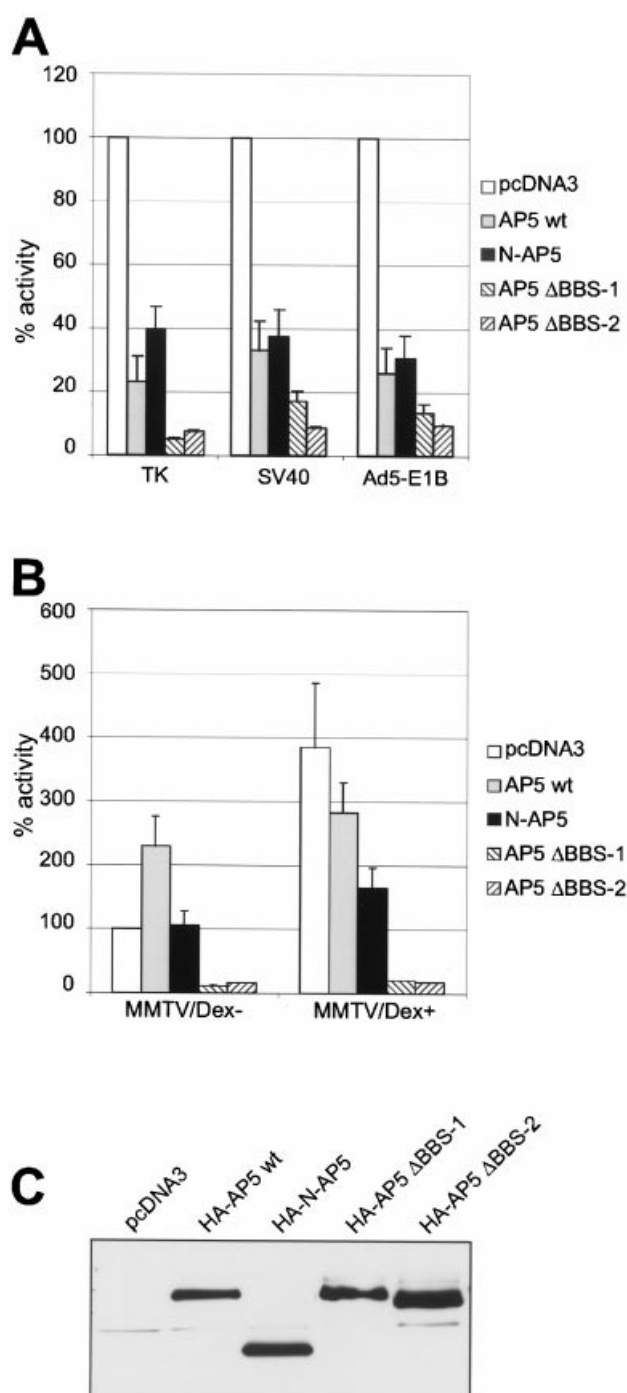 A
120
100
80
60
40
20
0
% activity
TK SV40 Ad5-E1B
pcDNA3
AP5 wt
N-AP5
AP5 ΔBBS-1
AP5 ΔBBS-2
B
600
500
400
300
200
100
0
% activity
MMTV/Dex- MMTV/Dex+
pcDNA3
AP5 wt
N-AP5
AP5 ΔBBS-1
AP5 ΔBBS-2
C
pcDNA3
HA-AP5 wt
HA-N-AP5
HA-AP5 ΔBBS-1
HA-AP5 ΔBBS-2